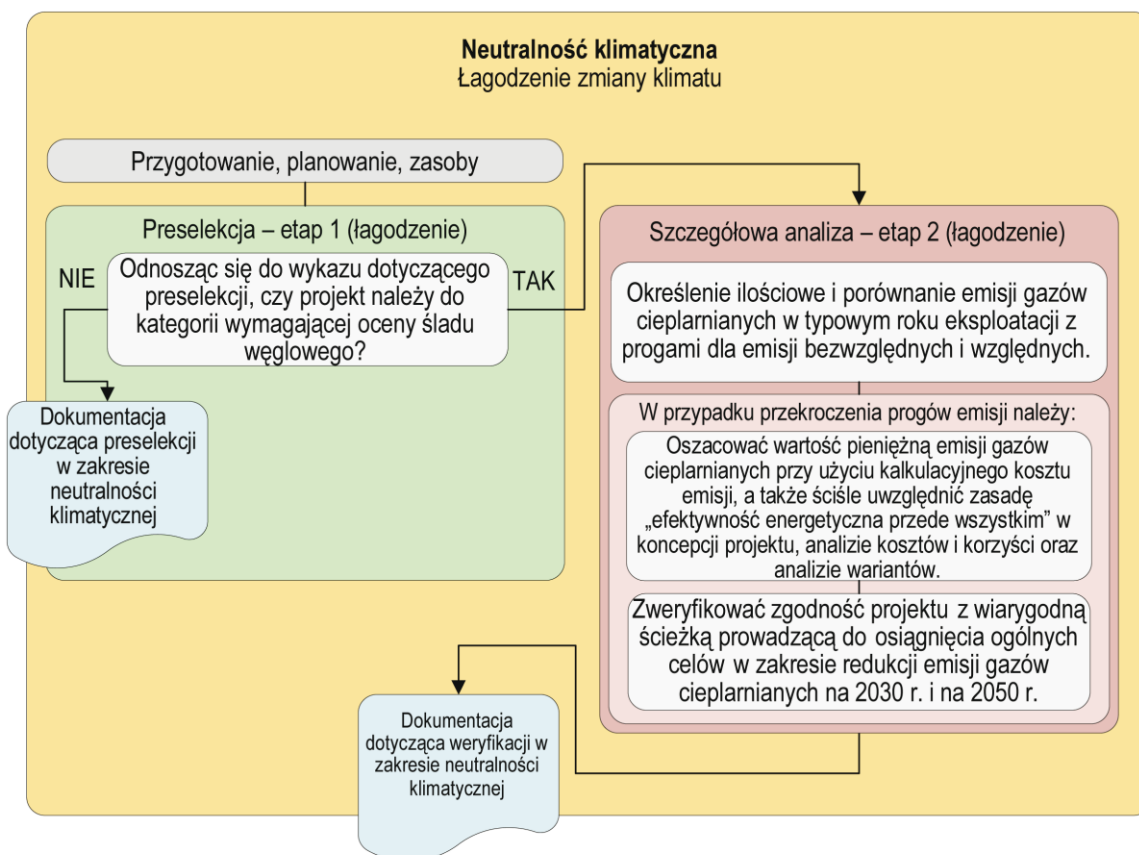 Neutralność klimatyczna
Łagodzenie zmiany klimatu
Przygotowanie, planowanie, zasoby
Preselekcja – etap 1 (łagodzenie)
NIE
Odnosząc się do wykazu dotyczącego
preselekcji, czy projekt należy do
kategorii wymagającej oceny śladu
węglowego?
TAK
Dokumentacja
dotycząca preselekcji
w zakresie
neutralności
klimatycznej
Szczegółowa analiza – etap 2 (łagodzenie)
Określenie ilościowe i porównanie emisji gazów
cieplarnianych w typowym roku eksploatacji z
progami dla emisji bezwzględnych i względnych.
W przypadku przekroczenia progów emisji należy:
Oszacować wartość pieniężną emisji gazów
cieplarnianych przy użyciu kalkulacyjnego kosztu
emisji, a także ściśle uwzględnić zasadę
„efektywność energetyczna przede wszystkim” w
koncepcji projektu, analizie kosztów i korzyści oraz
analizie wariantów.
Zweryfikować zgodność projektu z wiarygodną
ścieżką prowadzącą do osiągnięcia ogólnych
celów w zakresie redukcji emisji gazów
cieplarnianych na 2030 r. i na 2050 r.
Dokumentacja
dotycząca weryfikacji w
zakresie neutralności
klimatycznej